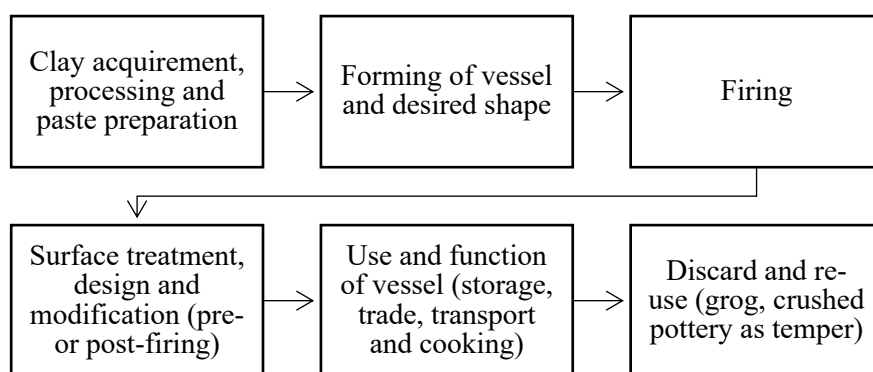 Clay acquirement,
processing and
paste preparation
Forming of vessel
and desired shape
Firing
Surface treatment,
design and
modification (pre-
or post-firing)
Use and function
of vessel (storage,
trade, transport
and cooking)
Discard and re-
use (grog, crushed
pottery as temper)